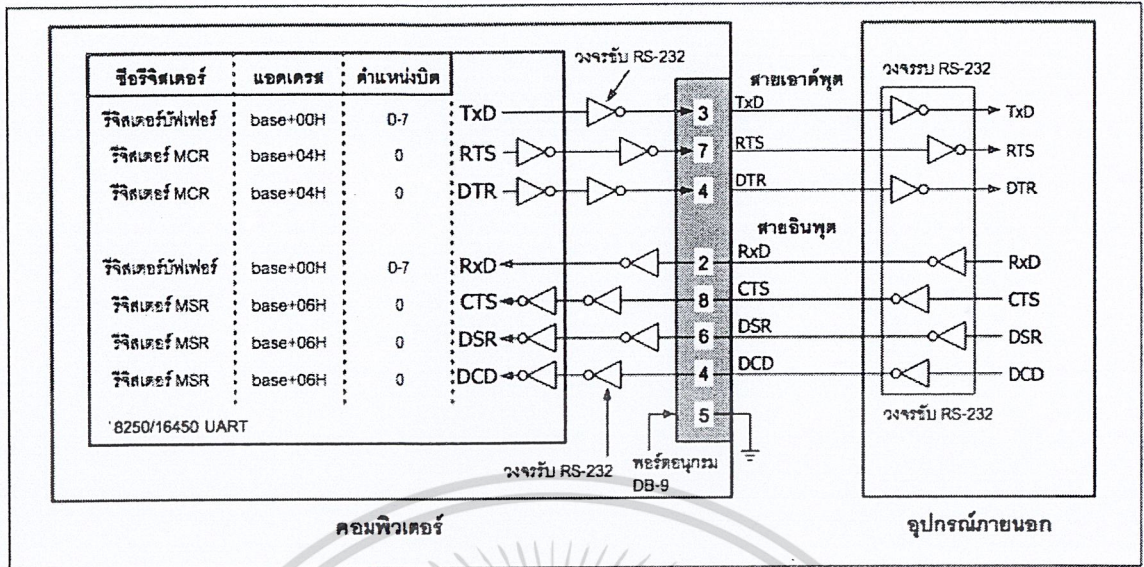 วงจรขับ RS-232
ชื่อรีจิสเตอร์ แอดเดรส ตำแหน่งบิต
รีจิสเตอร์บัฟเฟอร์ base+00H 0-7 TxD
รีจิสเตอร์ MCR base+04H 0 RTS
รีจิสเตอร์ MCR base+04H 0 DTR
รีจิสเตอร์บัฟเฟอร์ base+00H 0-7 RxD
รีจิสเตอร์ MSR base+06H 0 CTS
รีจิสเตอร์ MSR base+06H 0 DSR
รีจิสเตอร์ MSR base+06H 0 DCD
8250/16450 UART
3
7
4
2
8
6
4
5
สายเอาต์พุต
TxD
RTS
DTR
สายอินพุต
RxD
CTS
DSR
DCD
วงจรรับ RS-232
พอร์ตอนุกรม
DB-9
คอมพิวเตอร์
วงจรรับ RS-232
TxD
RTS
DTR
RxD
CTS
DSR
DCD
วงจรขับ RS-232
อุปกรณ์ภายนอก